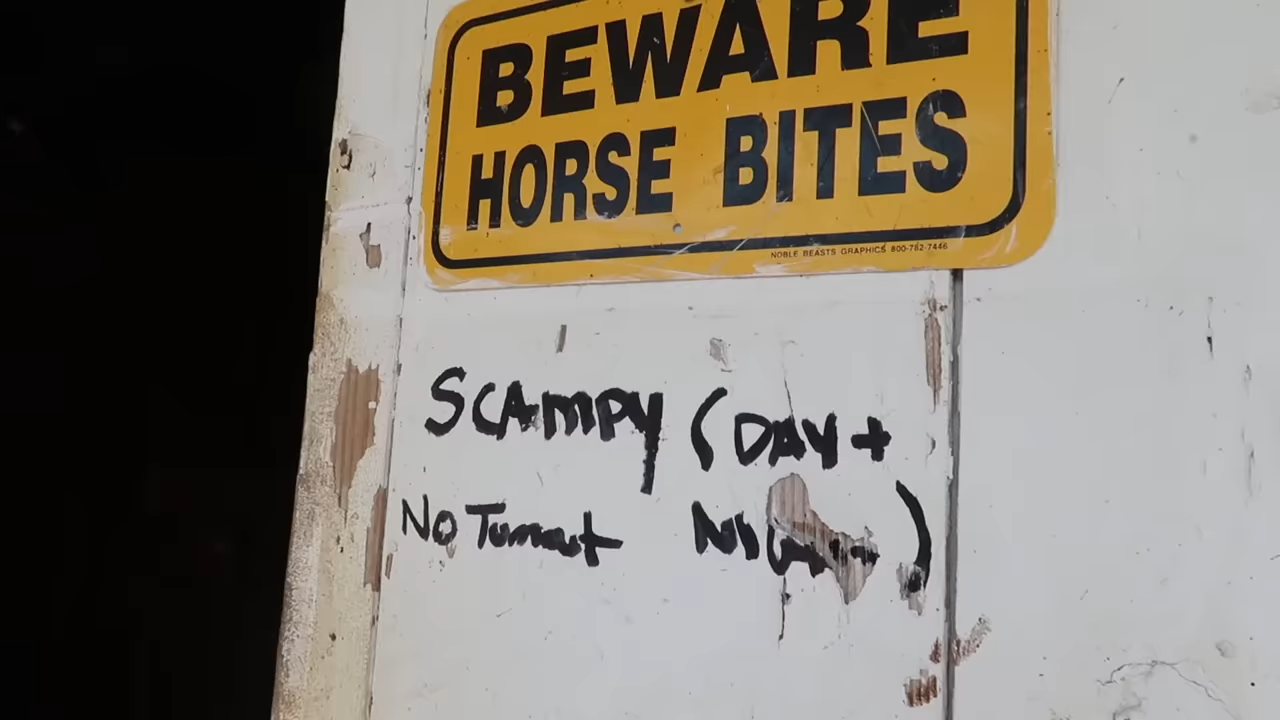 BEWARE
HORSE BITES
NOBLE BEASTS GRAPHICS 800-782-7446
SCAMPY (DAY +
No Turnout )